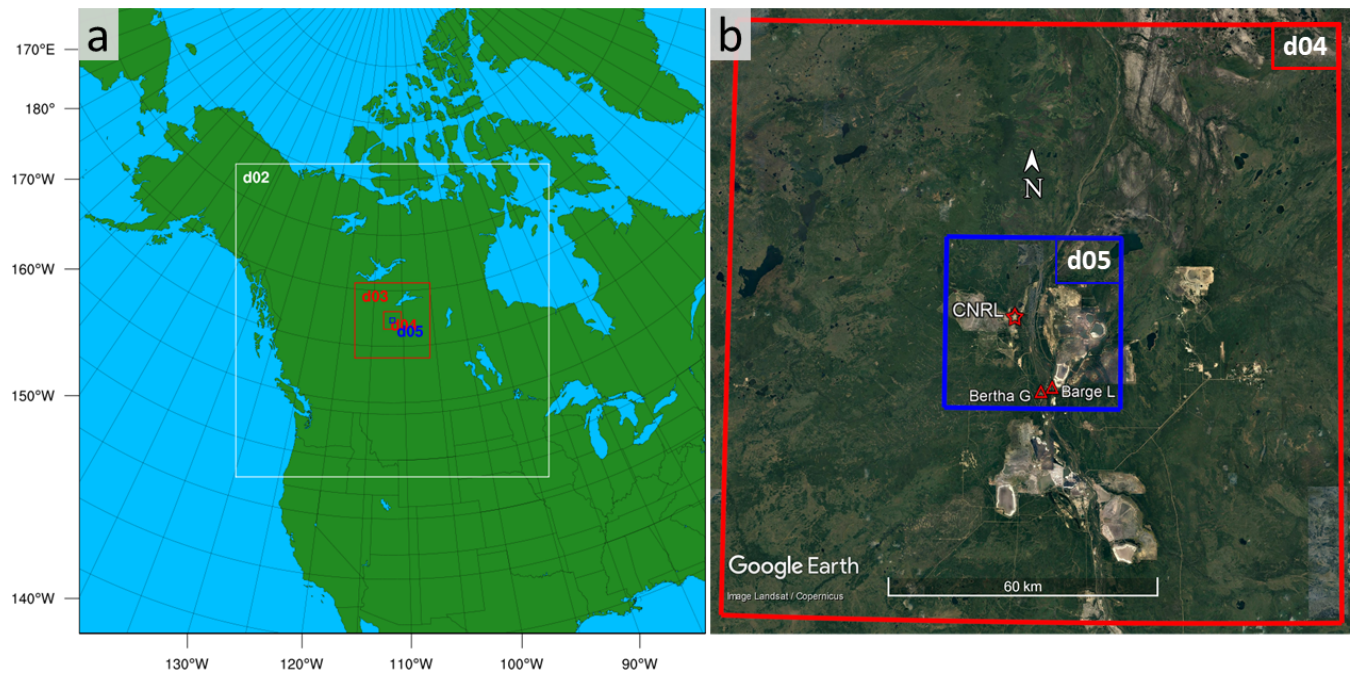 a
170°E
180°
170°W
160°W
150°W
140°W
130°W
120°W
110°W
100°W
90°W
d02
d03
d04
d05
b
d04
N
d05
CNRL
Bertha G
Barge L
Google Earth
Image Landsat / Copernicus
60 km